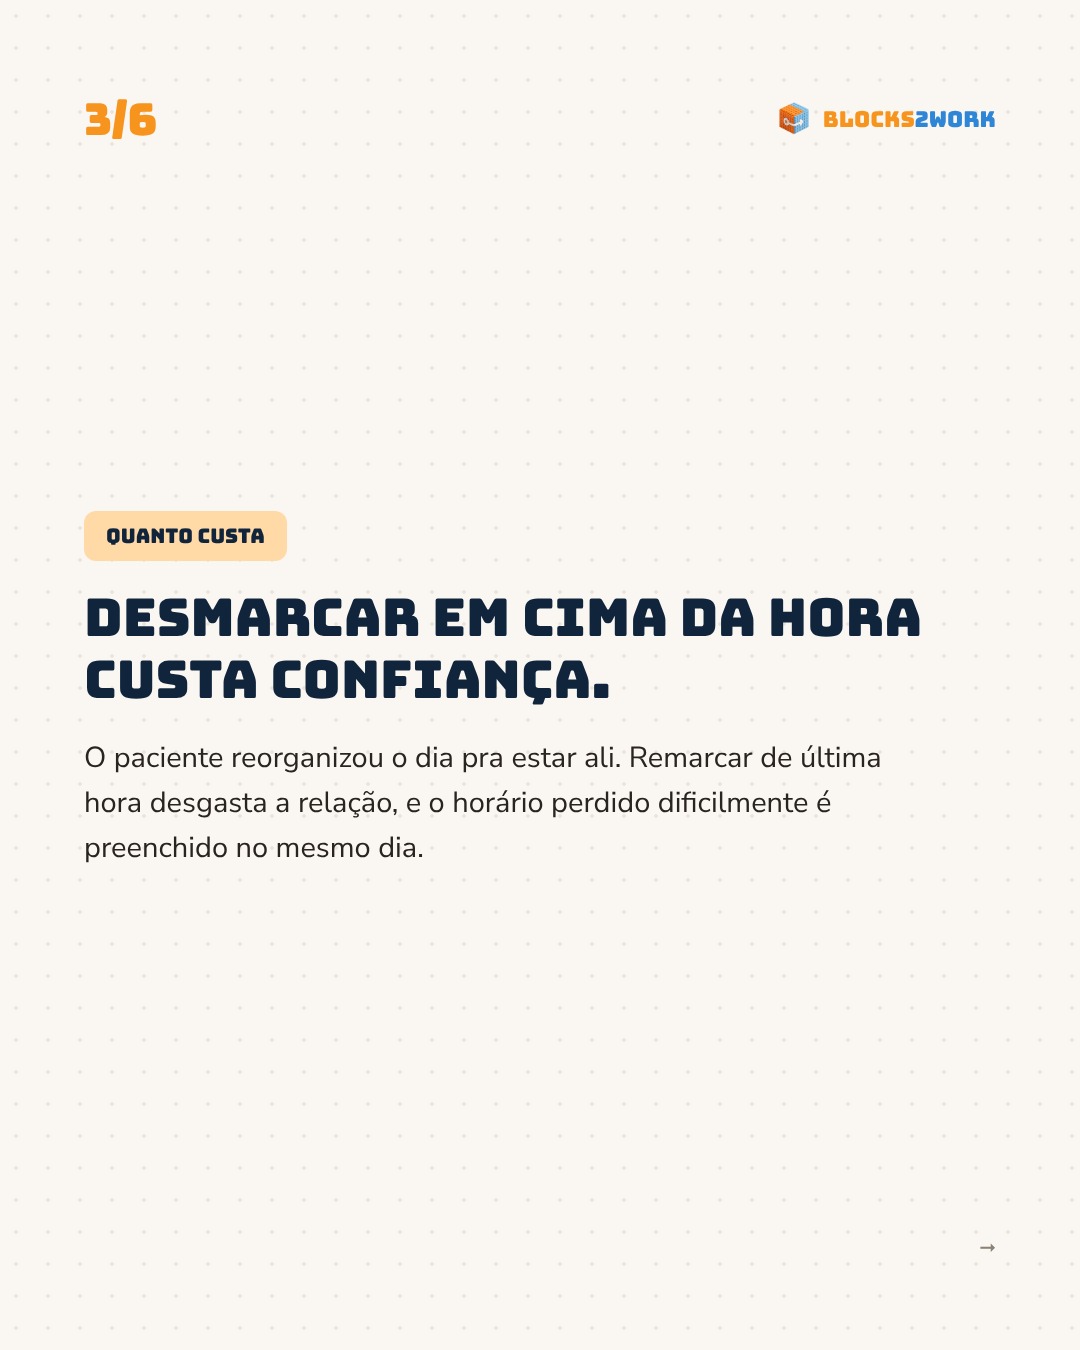 3/6
BLOCKS2WORK
QUANTO CUSTA
DESMARCAR EM CIMA DA HORA
CUSTA CONFIANÇA.
O paciente reorganizou o dia pra estar ali. Remarcar de última
hora desgasta a relação, e o horário perdido dificilmente é
preenchido no mesmo dia.
→